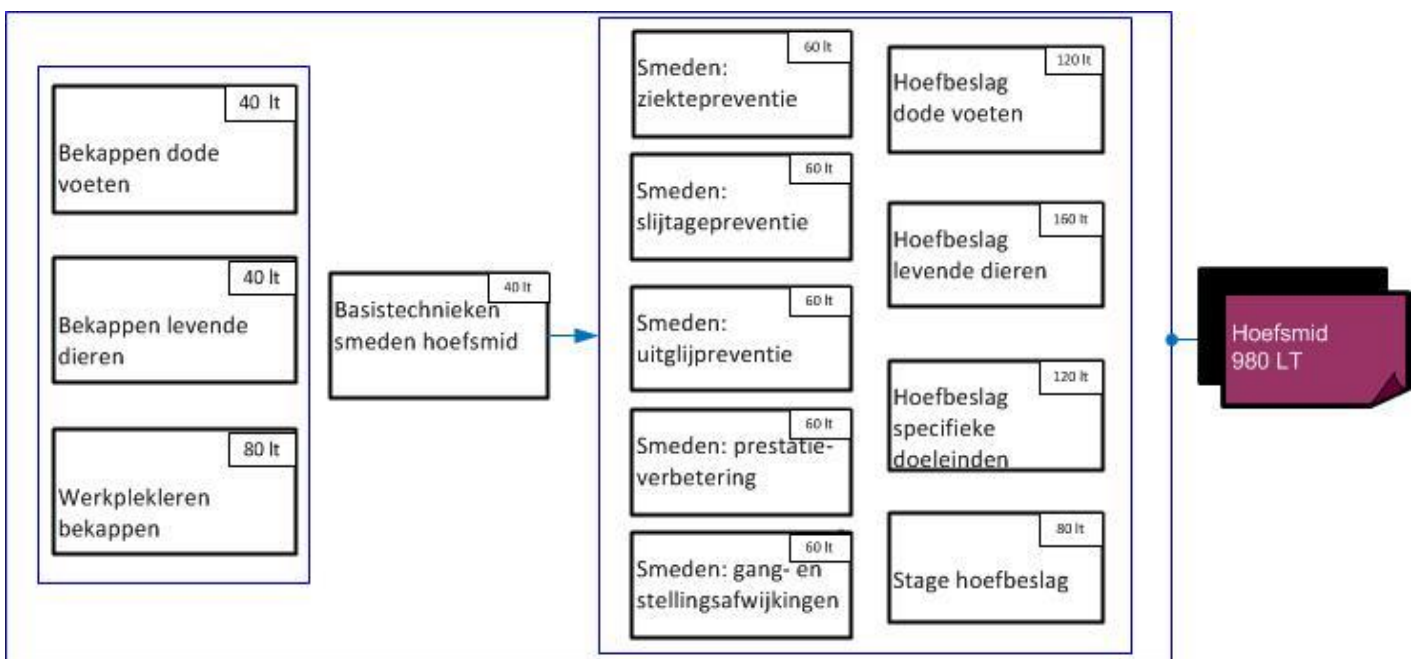 40 lt
Bekappen dode
voeten
40 lt
Bekappen levende
dieren
80 lt
Werkplekleren
bekappen
40 lt
Basistechnieken
smeden hoefsmid
60 lt
Smeden:
ziektepreventie
60 lt
Smeden:
slijtagepreventie
60 lt
Smeden:
uitglijpreventie
60 lt
Smeden: prestatie-
verbetering
60 lt
Smeden: gang- en
stellingsafwijkingen
120 lt
Hoefbeslag
dode voeten
160 lt
Hoefbeslag
levende dieren
120 lt
Hoefbeslag
specifieke
doeleinden
80 lt
Stage hoefbeslag
Hoefsmid
980 LT